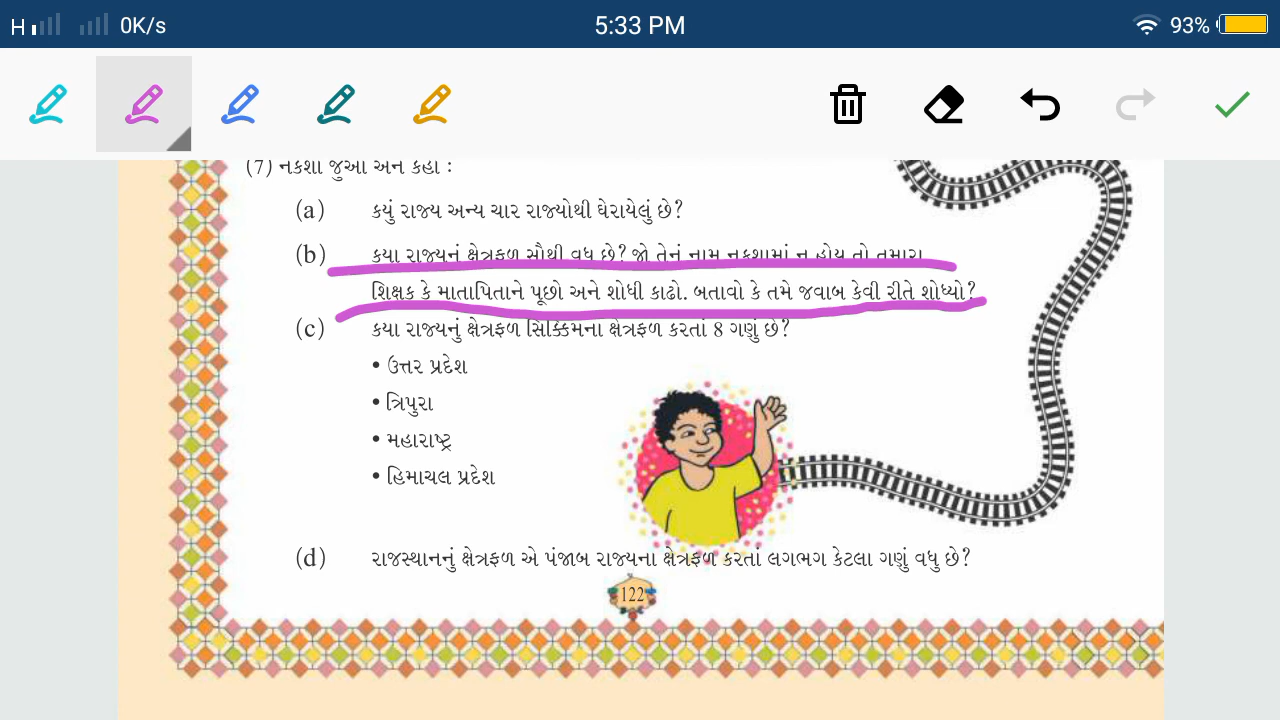 H 0K/s 5:33 PM 93%
(7) નકશા જુઓ અને કહો :
(a) કયું રાજ્ય અન્ય ચાર રાજ્યોથી ઘેરાયેલું છે?
(b) કયા રાજ્યનું ક્ષેત્રફળ સૌથી વધુ છે? જો તેનું નામ નકશામાં ન હોય તો તમારા
શિક્ષક કે માતાપિતાને પૂછો અને શોધી કાઢો. બતાવો કે તમે જવાબ કેવી રીતે શોધ્યો?
(c) કયા રાજ્યનું ક્ષેત્રફળ સિક્કિમના ક્ષેત્રફળ કરતાં 8 ગણું છે?
• ઉત્તર પ્રદેશ
• ત્રિપુરા
• મહારાષ્ટ્ર
• હિમાચલ પ્રદેશ
(d) રાજસ્થાનનું ક્ષેત્રફળ એ પંજાબ રાજ્યના ક્ષેત્રફળ કરતાં લગભગ કેટલા ગણું વધુ છે?
122